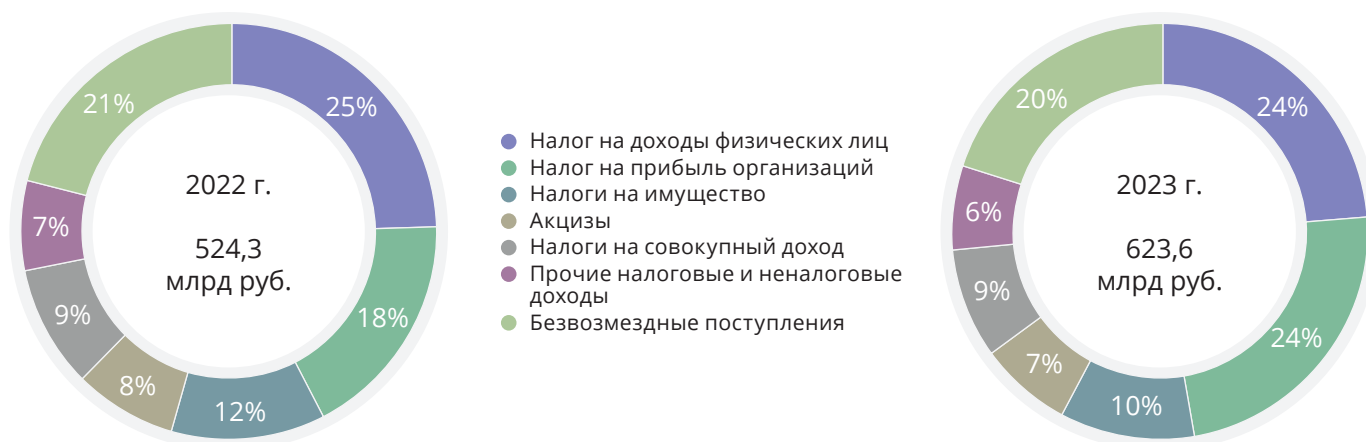 25%
18%
12%
8%
9%
7%
21%
2022 г.
524,3
млрд руб.
Налог на доходы физических лиц
Налог на прибыль организаций
Налоги на имущество
Акцизы
Налоги на совокупный доход
Прочие налоговые и неналоговые
доходы
Безвозмездные поступления
24%
24%
10%
7%
9%
6%
20%
2023 г.
623,6
млрд руб.